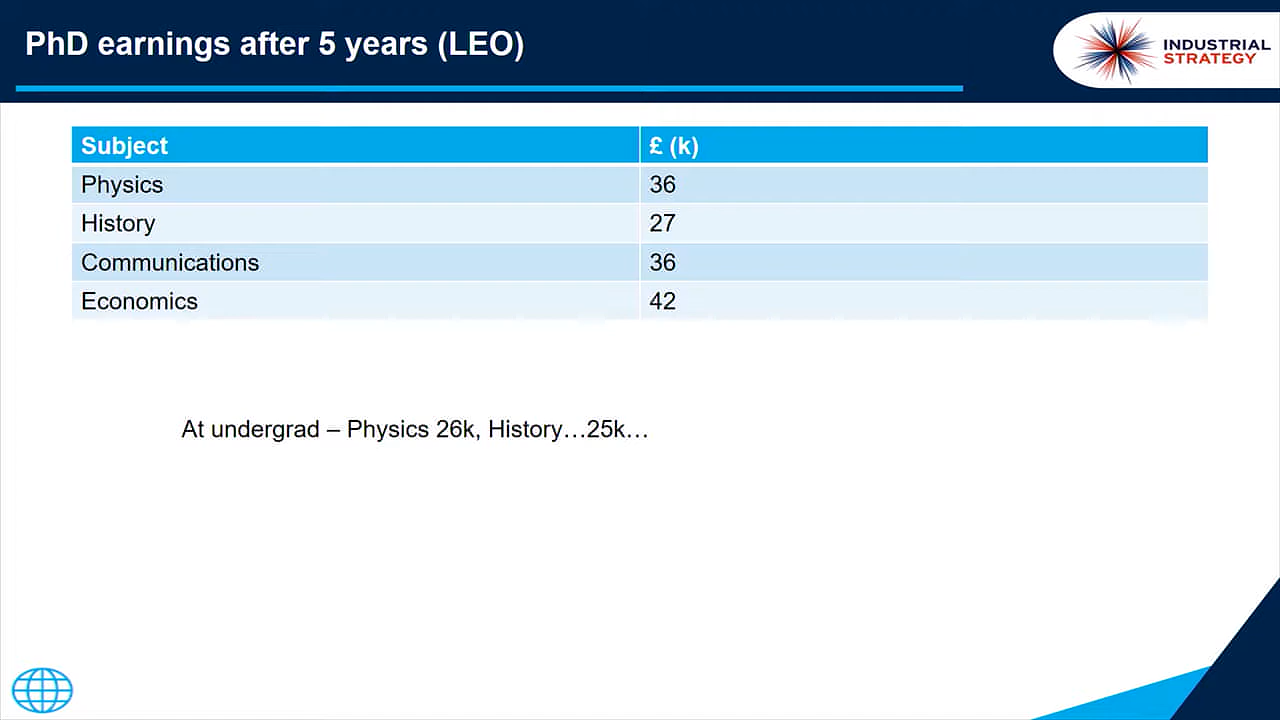 PhD earnings after 5 years (LEO)
INDUSTRIAL
STRATEGY
Subject £ (k)
Physics 36
History 27
Communications 36
Economics 42
At undergrad – Physics 26k, History…25k…